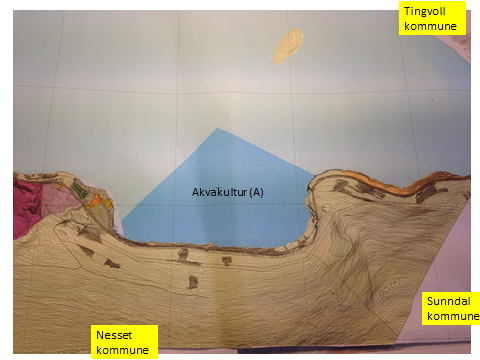 Tingvoll
kommune
Akvakultur (A)
Sunndal
kommune
Nesset
kommune